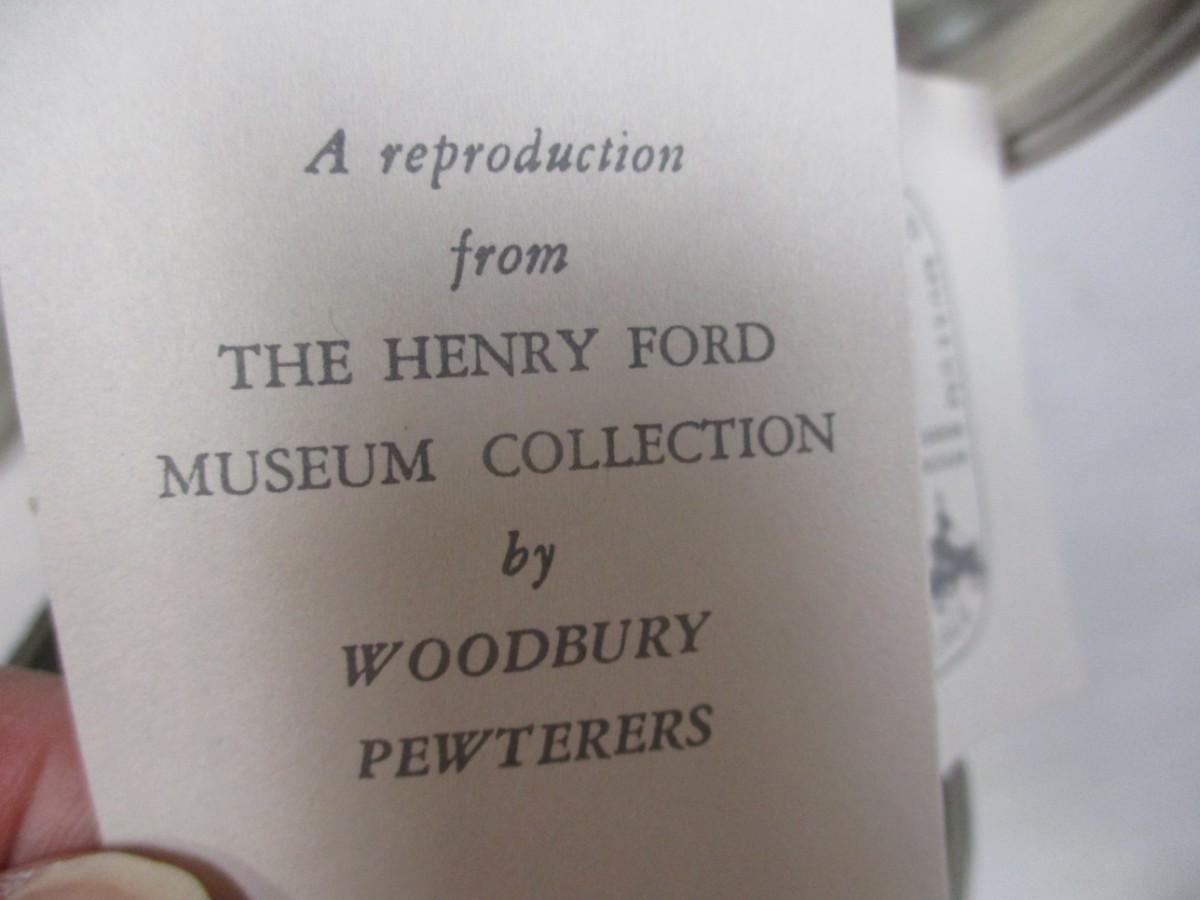 A reproduction
from
THE HENRY FORD
MUSEUM COLLECTION
by
WOODBURY
PEWTERERS